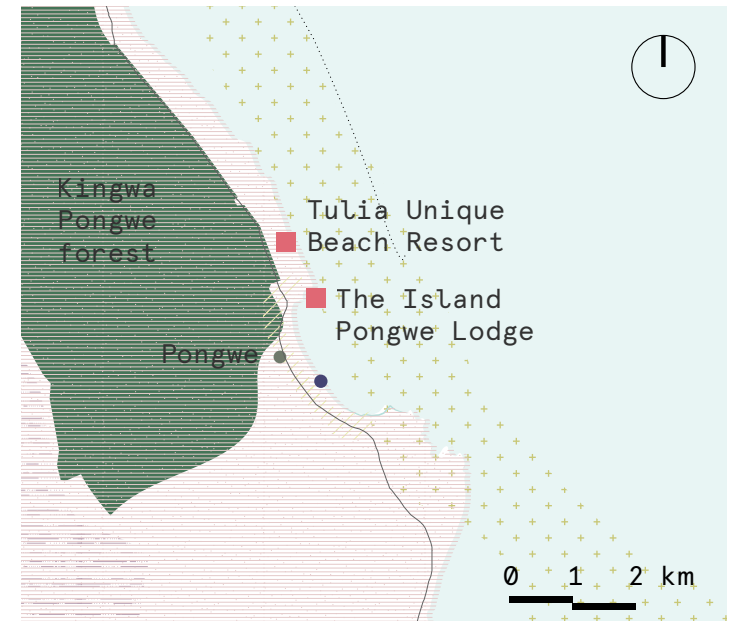 Kingwa
Pongwe
forest
Tulia Unique
Beach Resort
The Island
Pongwe Lodge
Pongwe
0 1 2 km